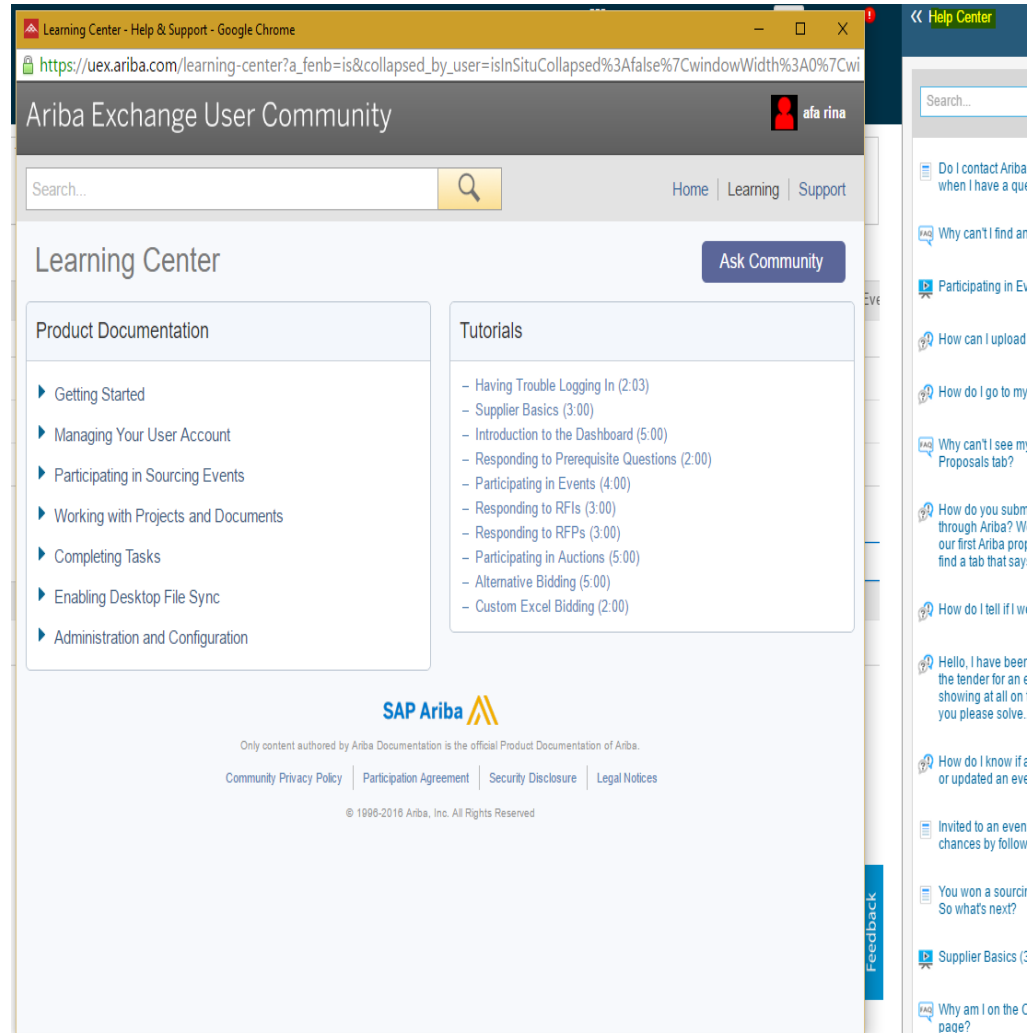 Learning Center - Help & Support - Google Chrome
https://uex.ariba.com/learning-center?a_fenb=is&collapsed_by_user=isInSituCollapsed%3Afalse%7CwindowWidth%3A0%7Cwi
Ariba Exchange User Community
afa rina
Search...
Home | Learning | Support
Learning Center
Ask Community
Product Documentation
Getting Started
Managing Your User Account
Participating in Sourcing Events
Working with Projects and Documents
Completing Tasks
Enabling Desktop File Sync
Administration and Configuration
Tutorials
– Having Trouble Logging In (2:03)
– Supplier Basics (3:00)
– Introduction to the Dashboard (5:00)
– Responding to Prerequisite Questions (2:00)
– Participating in Events (4:00)
– Responding to RFIs (3:00)
– Responding to RFPs (3:00)
– Participating in Auctions (5:00)
– Alternative Bidding (5:00)
– Custom Excel Bidding (2:00)
SAP Ariba
Only content authored by Ariba Documentation is the official Product Documentation of Ariba.
Community Privacy Policy | Participation Agreement | Security Disclosure | Legal Notices
© 1996-2016 Ariba, Inc. All Rights Reserved
Eve
Feedback
Help Center
Search...
Do I contact Ariba
when I have a que
FAQ Why can't I find an
Participating in Ev
How can I upload
How do I go to my
FAQ Why can't I see my
Proposals tab?
How do you subm
through Ariba? We
our first Ariba prop
find a tab that says
How do I tell if I we
Hello, I have been
the tender for an e
showing at all on
you please solve.
How do I know if a
or updated an eve
Invited to an even
chances by follow
You won a sourcin
So what's next?
Supplier Basics (3
FAQ Why am I on the C
page?